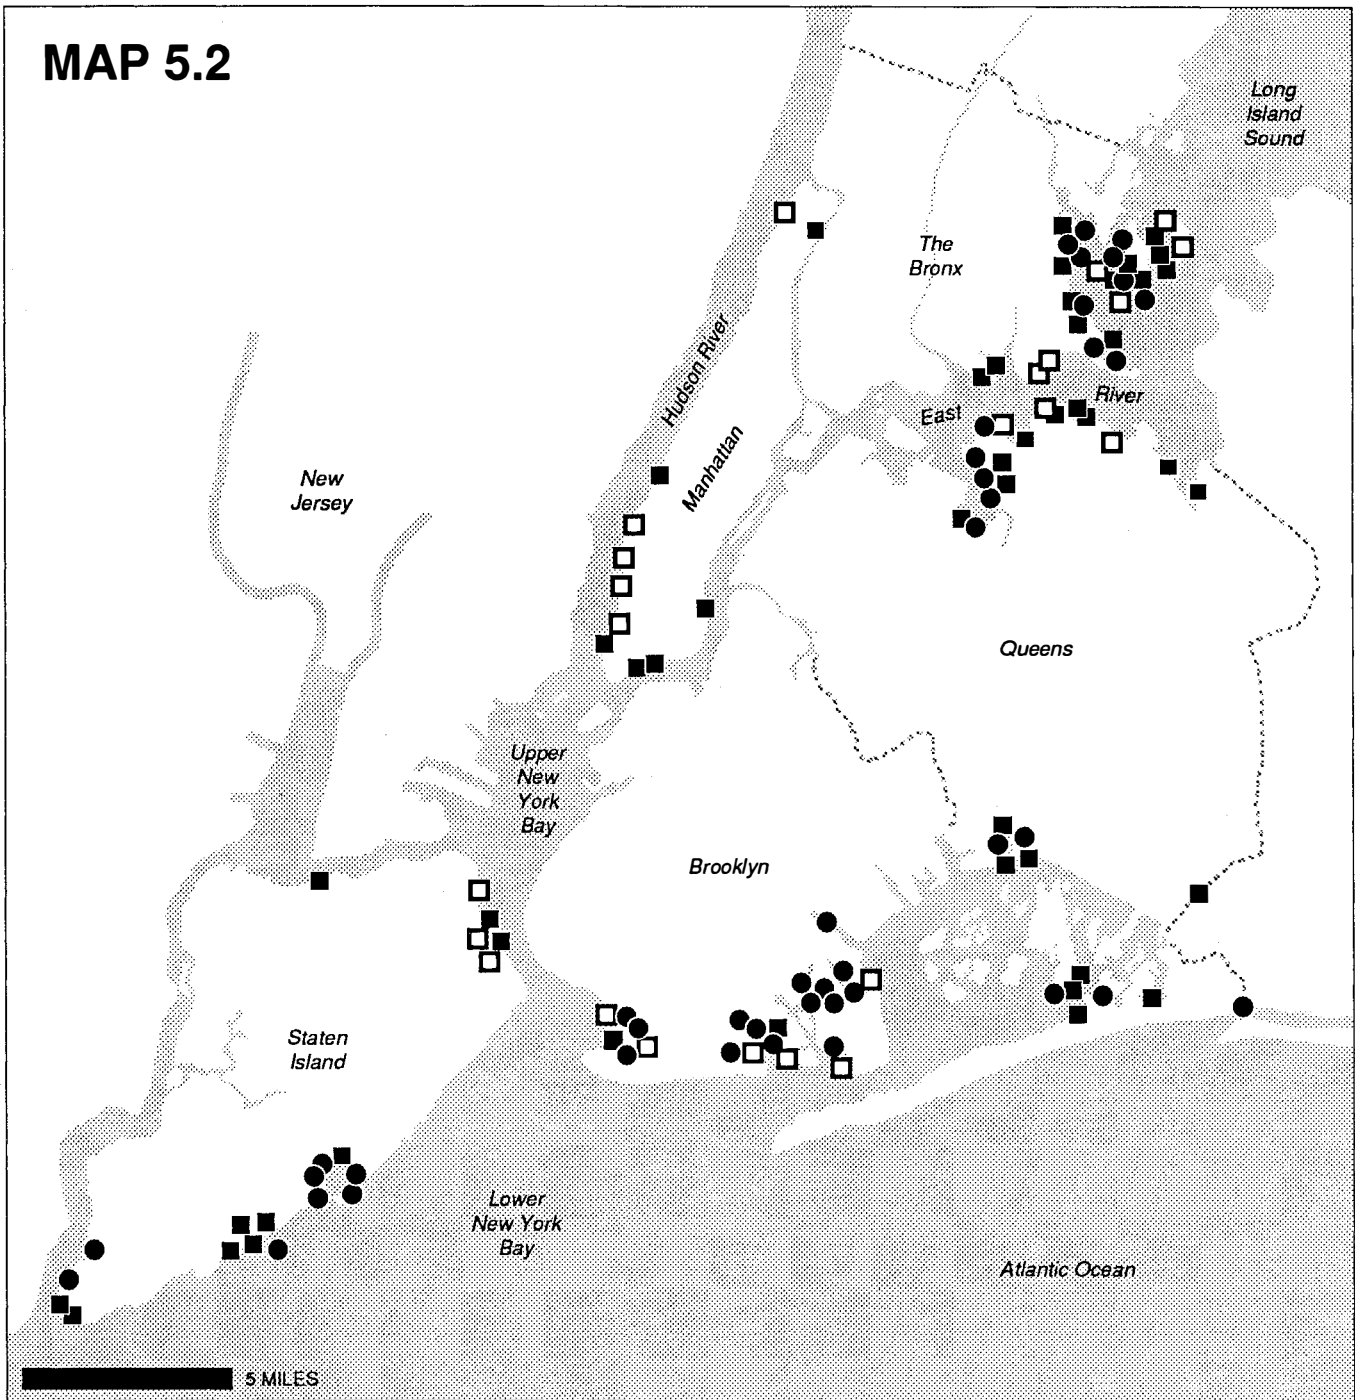 MAP 5.2
Long
Island
Sound
The
Bronx
Hudson River
East
River
Manhattan
New
Jersey
Queens
Upper
New
York
Bay
Brooklyn
Staten
Island
Lower
New York
Bay
Atlantic Ocean
5 MILES